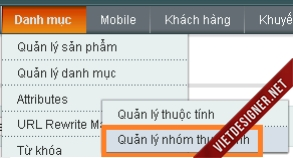 Danh mục Mobile Khách hàng
Quản lý sản phẩm
Quản lý danh mục
Attributes
Quản lý thuộc tính
URL Rewrite
Quản lý nhóm
Từ khóa
VIETDESIGNER.NET